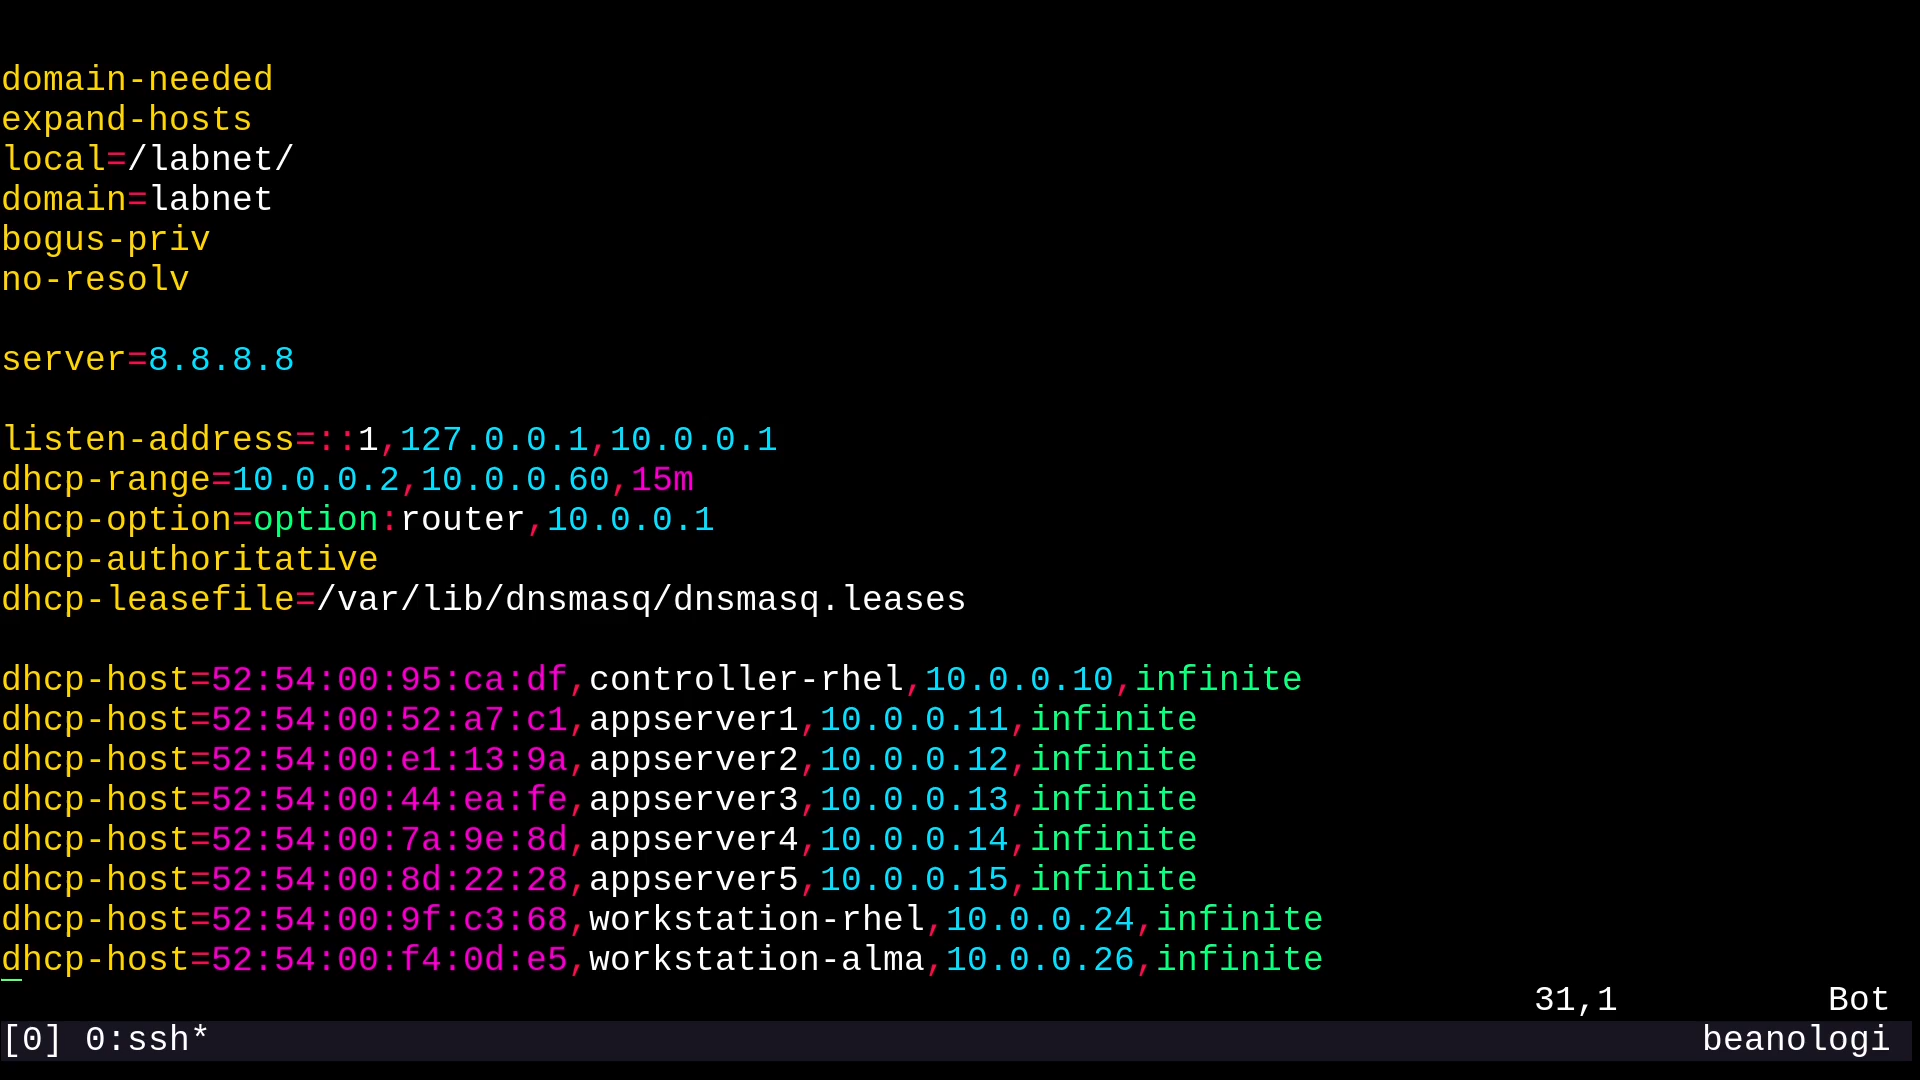 domain-needed
expand-hosts
local=/labnet/
domain=labnet
bogus-priv
no-resolv
server=8.8.8.8
listen-address=::1,127.0.0.1,10.0.0.1
dhcp-range=10.0.0.2,10.0.0.60,15m
dhcp-option=option:router,10.0.0.1
dhcp-authoritative
dhcp-leasefile=/var/lib/dnsmasq/dnsmasq.leases
dhcp-host=52:54:00:95:ca:df,controller-rhel,10.0.0.10,infinite
dhcp-host=52:54:00:52:a7:c1,appserver1,10.0.0.11,infinite
dhcp-host=52:54:00:e1:13:9a,appserver2,10.0.0.12,infinite
dhcp-host=52:54:00:44:ea:fe,appserver3,10.0.0.13,infinite
dhcp-host=52:54:00:7a:9e:8d,appserver4,10.0.0.14,infinite
dhcp-host=52:54:00:8d:22:28,appserver5,10.0.0.15,infinite
dhcp-host=52:54:00:9f:c3:68,workstation-rhel,10.0.0.24,infinite
dhcp-host=52:54:00:f4:0d:e5,workstation-alma,10.0.0.26,infinite
31,1 Bot
[0] 0:ssh* beanologi